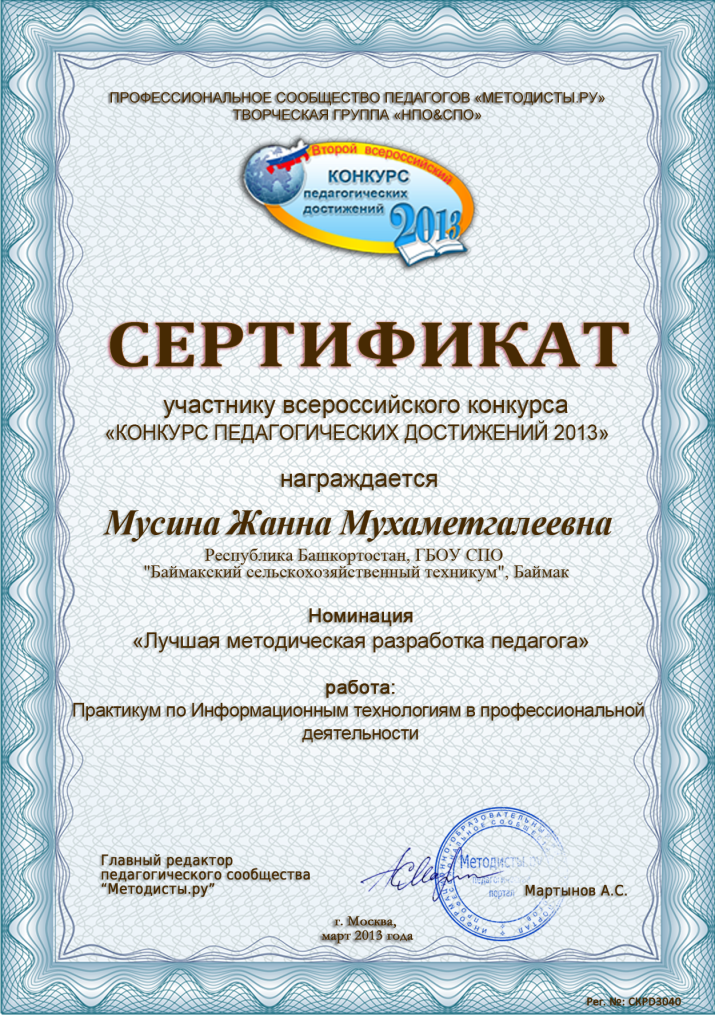 ПРОФЕССИОНАЛЬНОЕ СООБЩЕСТВО ПЕДАГОГОВ «МЕТОДИСТЫ.РУ»
ТВОРЧЕСКАЯ ГРУППА «НПО&СПО»
Второй всероссийский
КОНКУРС
педагогических
достижений
2013
СЕРТИФИКАТ
участнику всероссийского конкурса
«КОНКУРС ПЕДАГОГИЧЕСКИХ ДОСТИЖЕНИЙ 2013»
награждается
Мусина Жанна Мухаметгалеевна
Республика Башкортостан, ГБОУ СПО
"Баймакский сельскохозяйственный техникум", Баймак
Номинация
«Лучшая методическая разработка педагога»
работа:
Практикум по Информационным технологиям в профессиональной
деятельности
Главный редактор
педагогического сообщества
“Методисты.ру”
Методисты.ру
портал
Мартынов А.С.
г. Москва,
март 2013 года
Рег. №: CKPD3040